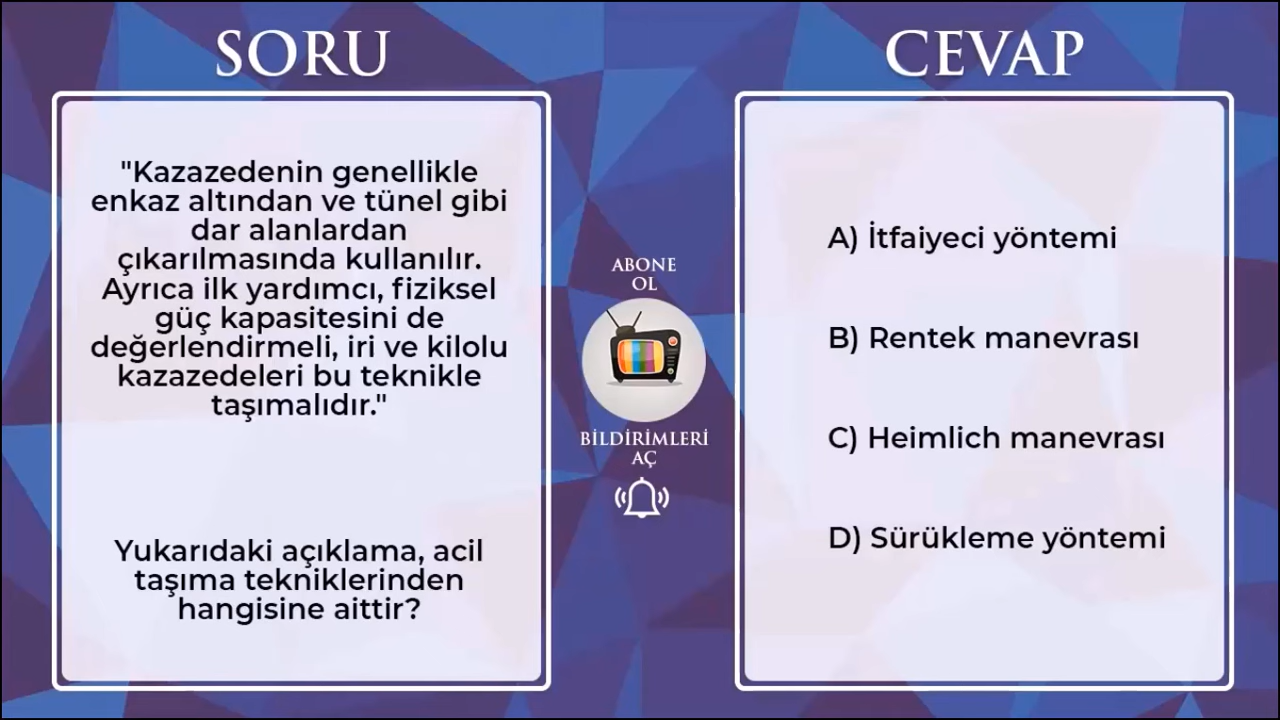 SORU
"Kazazedenin genellikle
enkaz altından ve tünel gibi
dar alanlardan
çıkarılmasında kullanılır.
Ayrıca ilk yardımcı, fiziksel
güç kapasitesini de
değerlendirmeli, iri ve kilolu
kazazedeleri bu teknikle
taşımalıdır."
Yukarıdaki açıklama, acil
taşıma tekniklerinden
hangisine aittir?
ABONE
OL
BİLDİRİMLERİ
AÇ
CEVAP
A) İtfaiyeci yöntemi
B) Rentek manevrası
C) Heimlich manevrası
D) Sürükleme yöntemi